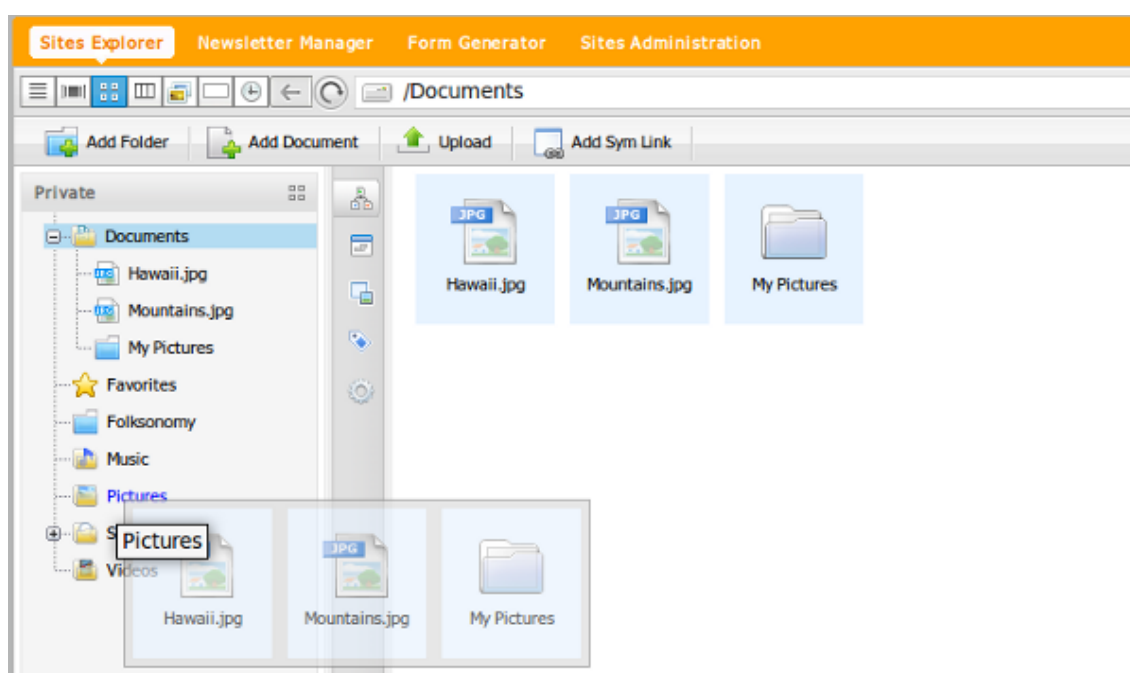 Sites Explorer Newsletter Manager Form Generator Sites Administration
/Documents
Add Folder Add Document Upload Add Sym Link
Private
Documents
Hawaii.jpg
Mountains.jpg
My Pictures
Favorites
Folksonomy
Music
Pictures
S
Videos
JPG JPG
Hawaii.jpg Mountains.jpg My Pictures
Pictures
JPG
Hawaii.jpg Mountains.jpg My Pictures